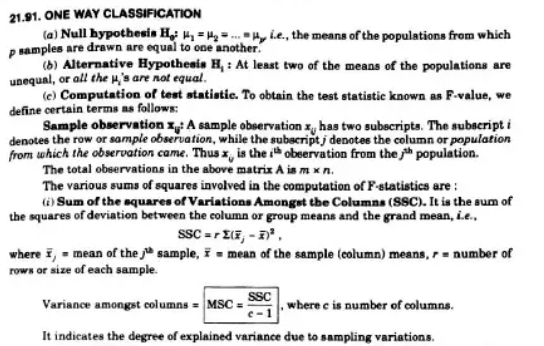 21.91. ONE WAY CLASSIFICATION
(a) Null hypothesis H₀: μ₁ = μ₂ = ... = μₚ, i.e., the means of the populations from which
p samples are drawn are equal to one another.
(b) Alternative Hypothesis H₁ : At least two of the means of the populations are
unequal, or all the μᵢ's are not equal.
(c) Computation of test statistic. To obtain the test statistic known as F-value, we
define certain terms as follows:
Sample observation xᵢⱼ: A sample observation xᵢⱼ has two subscripts. The subscript i
denotes the row or sample observation, while the subscript j denotes the column or population
from which the observation came. Thus xᵢⱼ is the iᵗʰ observation from the jᵗʰ population.
The total observations in the above matrix A is m × n.
The various sums of squares involved in the computation of F-statistics are :
(i) Sum of the squares of Variations Amongst the Columns (SSC). It is the sum of
the squares of deviation between the column or group means and the grand mean, i.e.,
SSC = r Σ(x̄ⱼ – x̿)² ,
where x̄ⱼ = mean of the jᵗʰ sample, x̿ = mean of the sample (column) means, r = number of
rows or size of each sample.
Variance amongst columns = MSC = SSC / (c – 1) , where c is number of columns.
It indicates the degree of explained variance due to sampling variations.